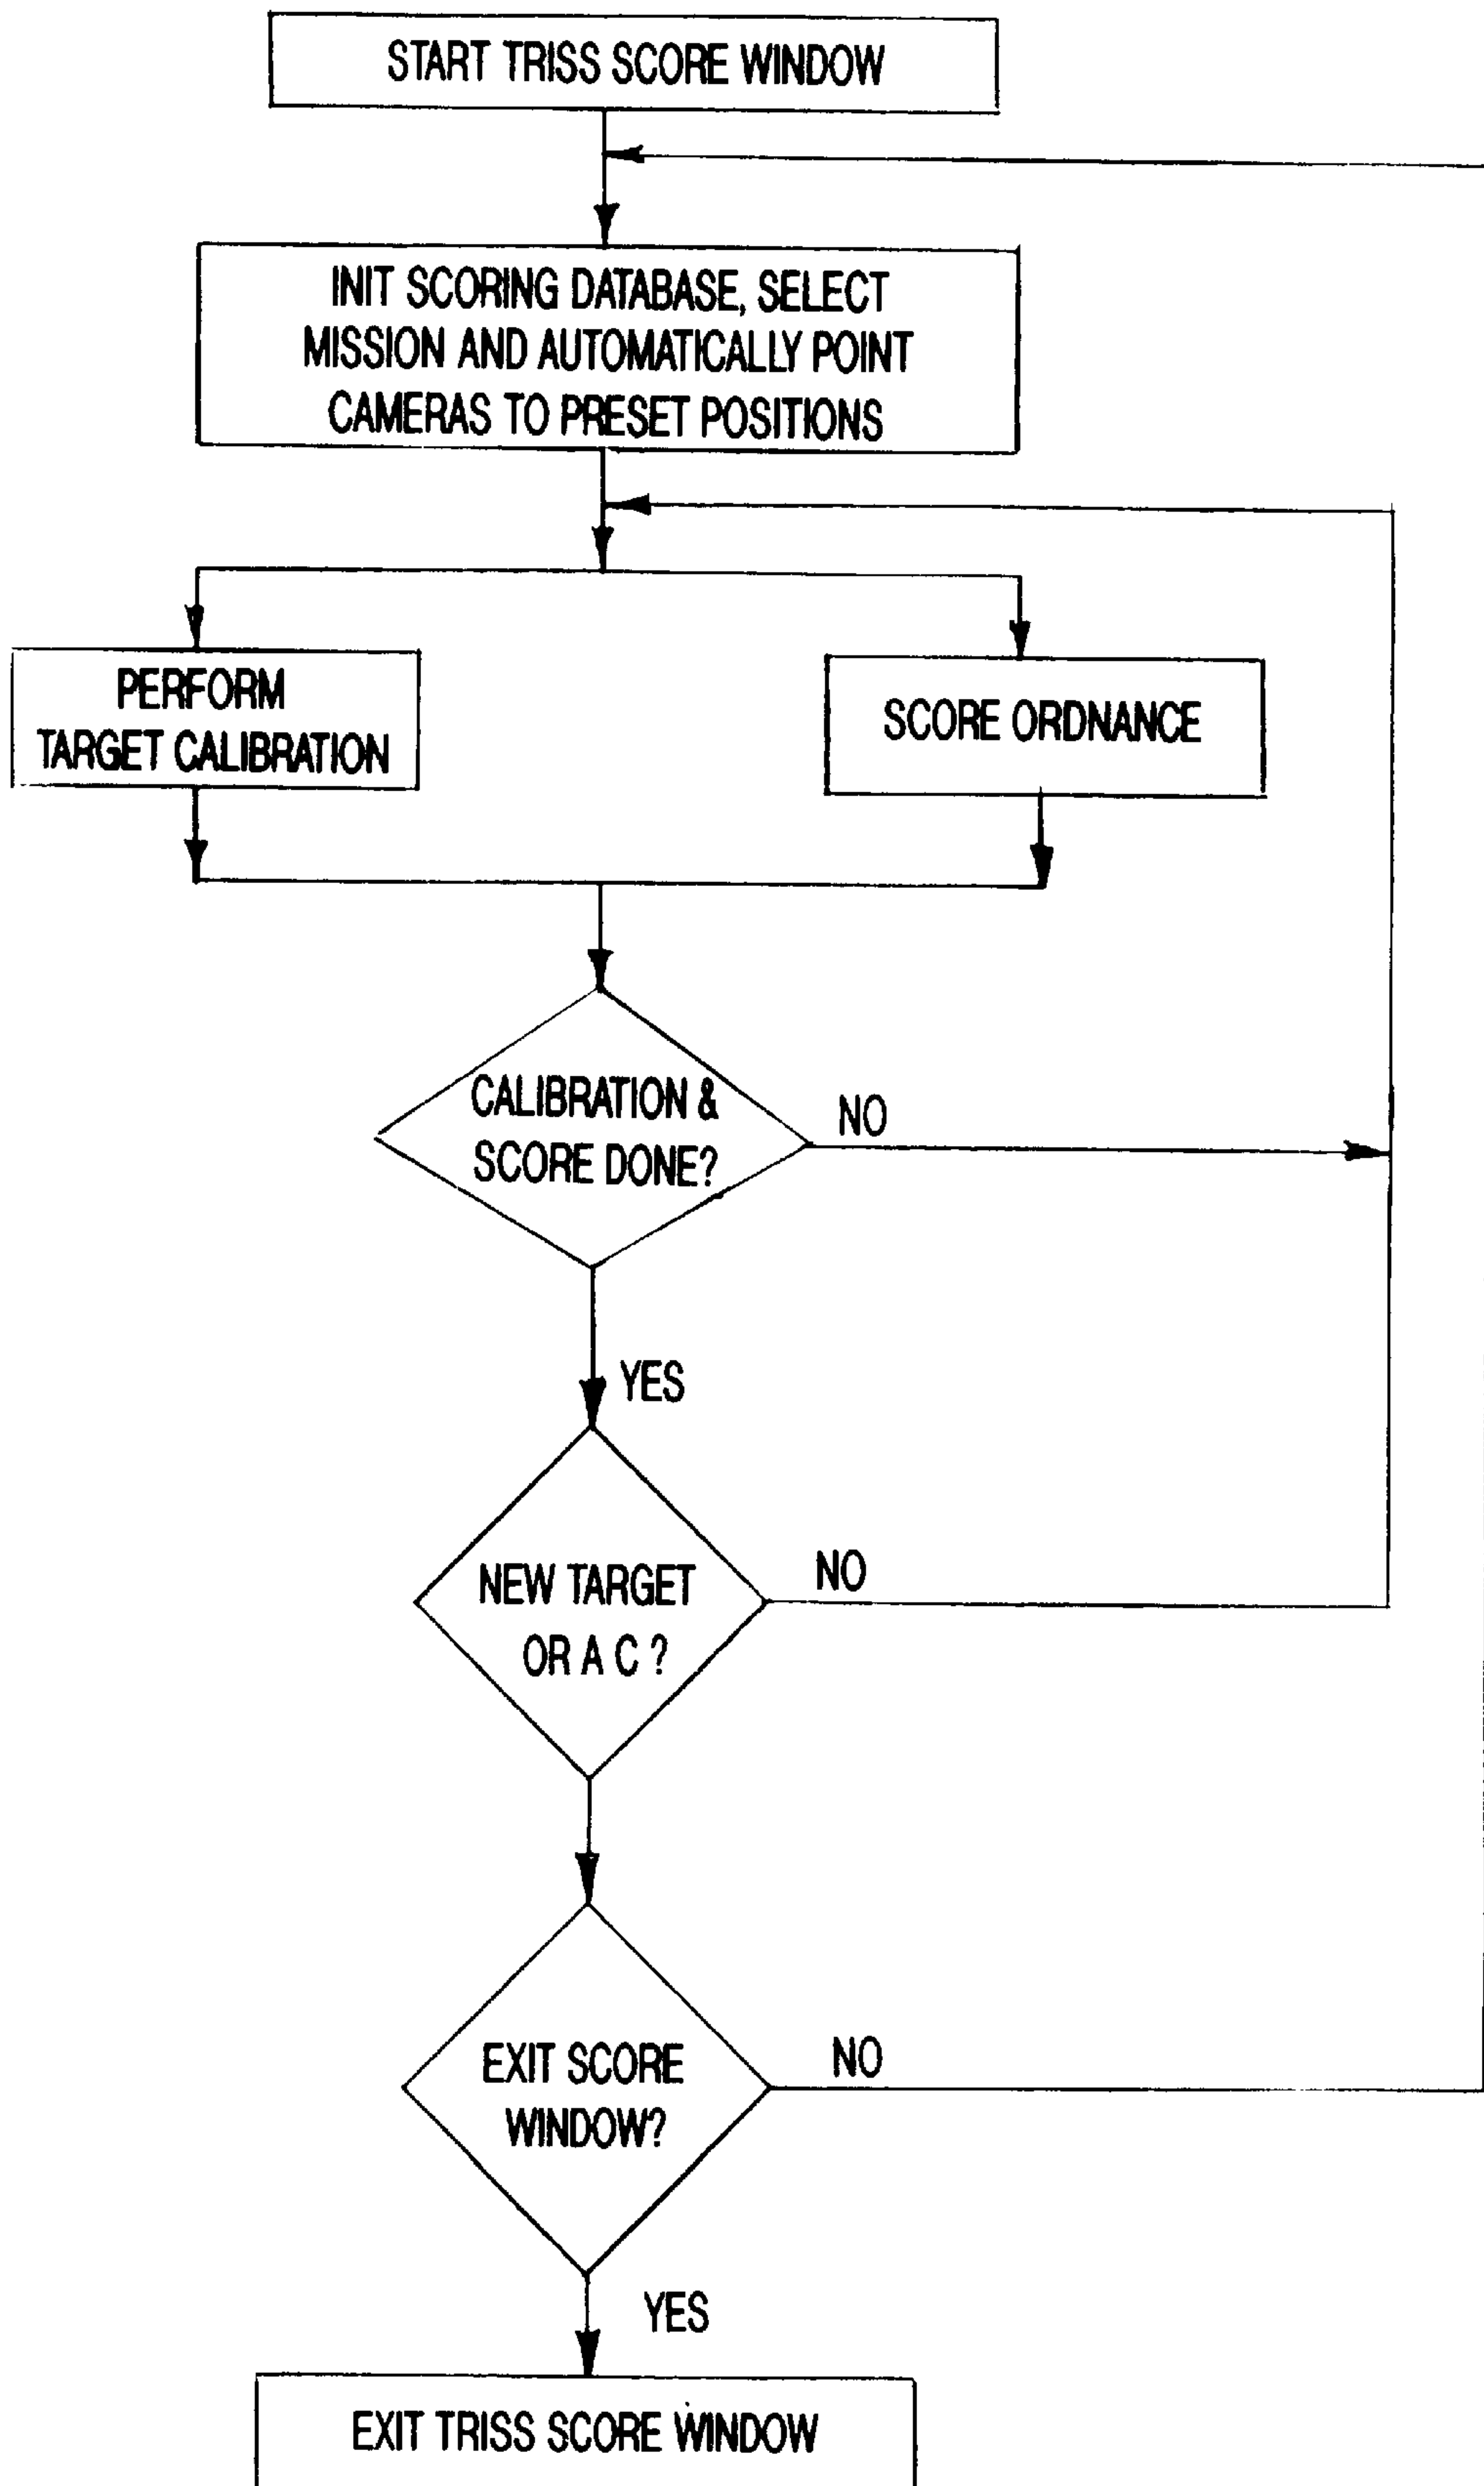 START TRISS SCORE WINDOW
INIT SCORING DATABASE, SELECT
MISSION AND AUTOMATICALLY POINT
CAMERAS TO PRESET POSITIONS
PERFORM
TARGET CALIBRATION
SCORE ORDNANCE
CALIBRATION &
SCORE DONE?
NO
YES
NEW TARGET
OR A C ?
NO
EXIT SCORE
WINDOW?
NO
YES
EXIT TRISS SCORE WINDOW